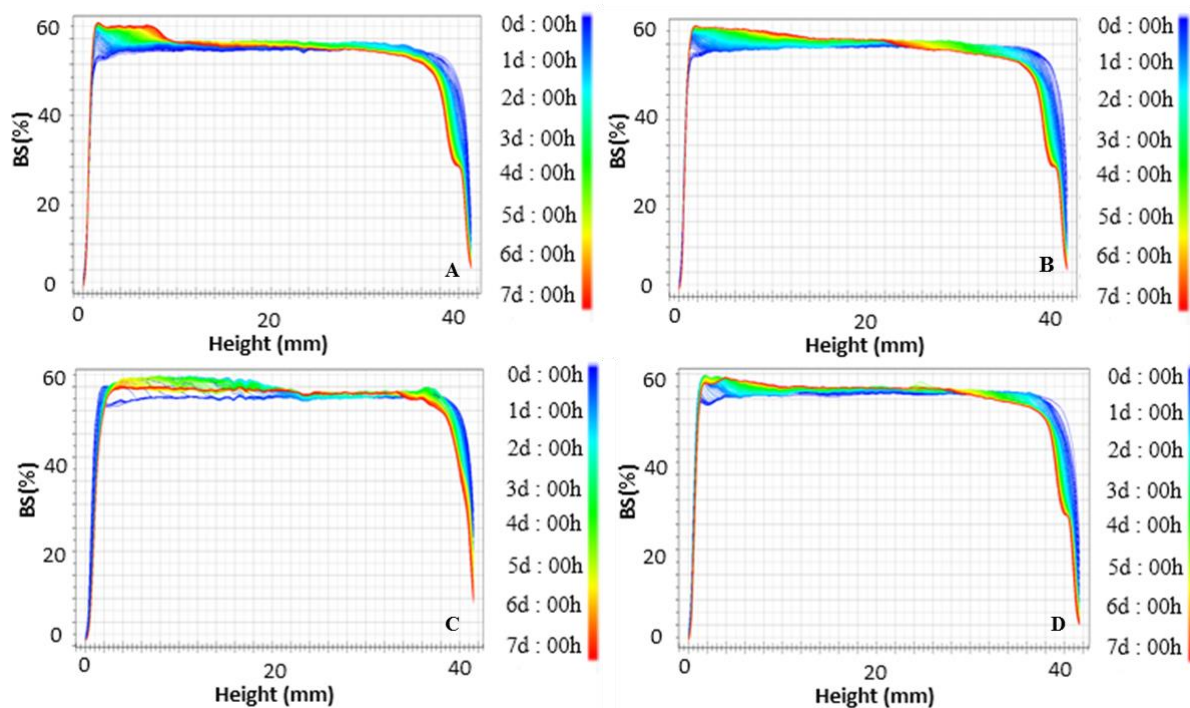 60
40
20
0
BS(%)
0
20
40
Height (mm)
A
0d : 00h
1d : 00h
2d : 00h
3d : 00h
4d : 00h
5d : 00h
6d : 00h
7d : 00h
60
40
20
0
BS(%)
0
20
40
Height (mm)
B
0d : 00h
1d : 00h
2d : 00h
3d : 00h
4d : 00h
5d : 00h
6d : 00h
7d : 00h
60
40
20
0
BS(%)
0
20
40
Height (mm)
C
0d : 00h
1d : 00h
2d : 00h
3d : 00h
4d : 00h
5d : 00h
6d : 00h
7d : 00h
60
40
20
0
BS(%)
0
20
40
Height (mm)
D
0d : 00h
1d : 00h
2d : 00h
3d : 00h
4d : 00h
5d : 00h
6d : 00h
7d : 00h